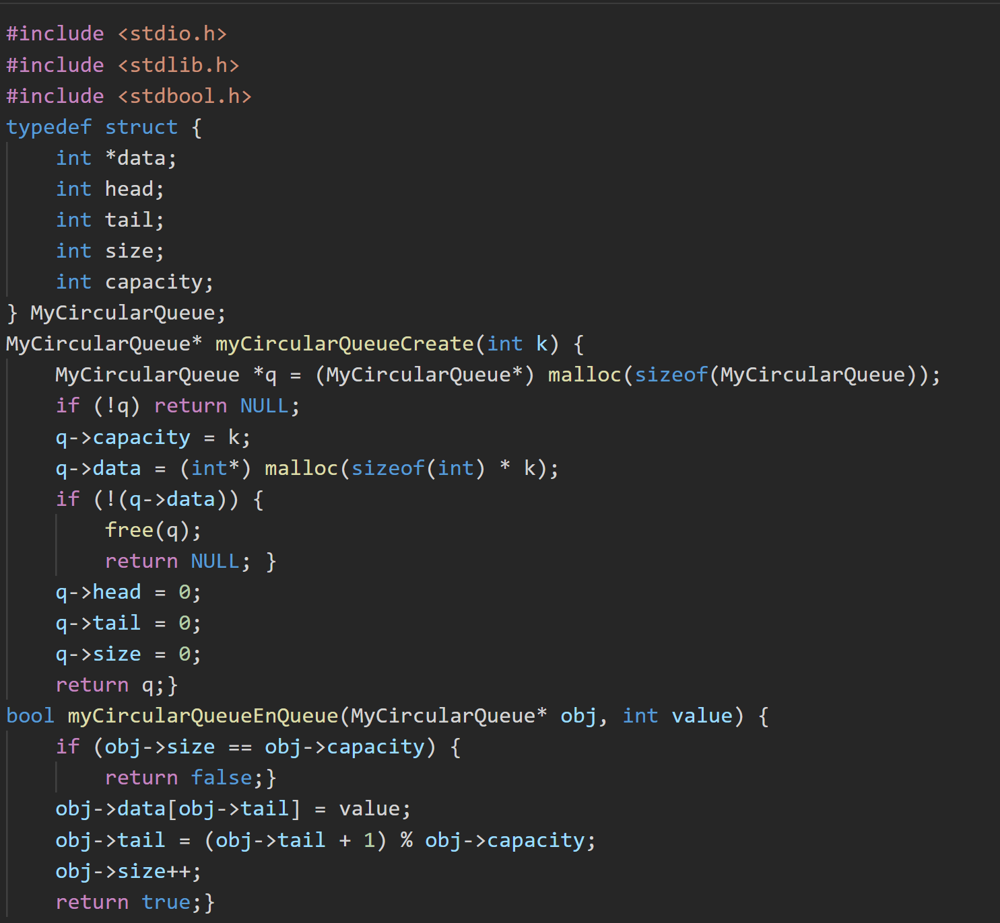 #include <stdio.h>
#include <stdlib.h>
#include <stdbool.h>
typedef struct {
    int *data;
    int head;
    int tail;
    int size;
    int capacity;
} MyCircularQueue;
MyCircularQueue* myCircularQueueCreate(int k) {
    MyCircularQueue *q = (MyCircularQueue*) malloc(sizeof(MyCircularQueue));
    if (!q) return NULL;
    q->capacity = k;
    q->data = (int*) malloc(sizeof(int) * k);
    if (!(q->data)) {
        free(q);
        return NULL; }
    q->head = 0;
    q->tail = 0;
    q->size = 0;
    return q;}
bool myCircularQueueEnQueue(MyCircularQueue* obj, int value) {
    if (obj->size == obj->capacity) {
        return false;}
    obj->data[obj->tail] = value;
    obj->tail = (obj->tail + 1) % obj->capacity;
    obj->size++;
    return true;}